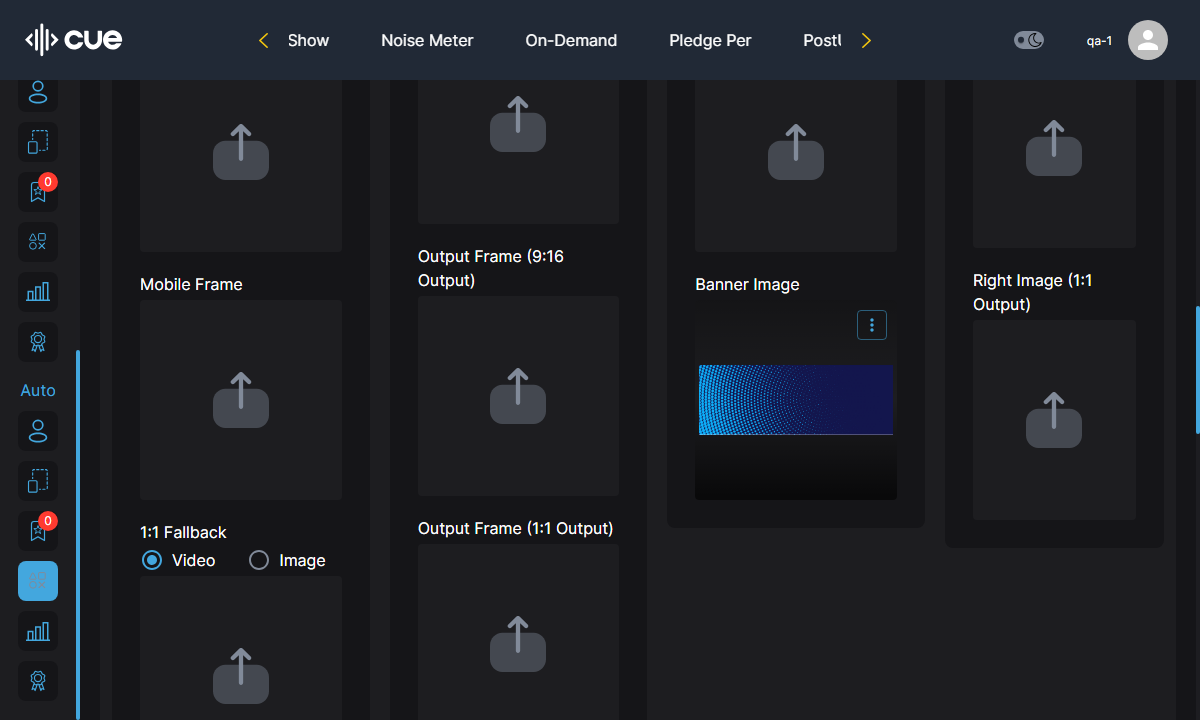 cue
Show
Noise Meter
On-Demand
Pledge Per
qa-1
0
Auto
0
Mobile Frame
1:1 Fallback
Video
Image
Output Frame (9:16
Output)
Output Frame (1:1 Output)
Banner Image
Right Image (1:1
Output)